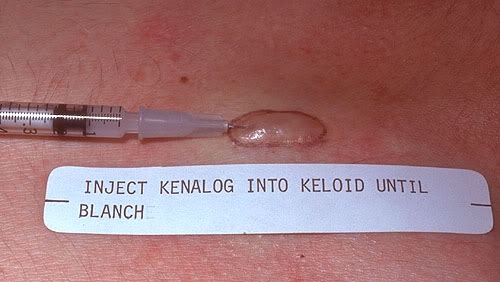 INJECT KENALOG INTO KELOID UNTIL
BLANCH